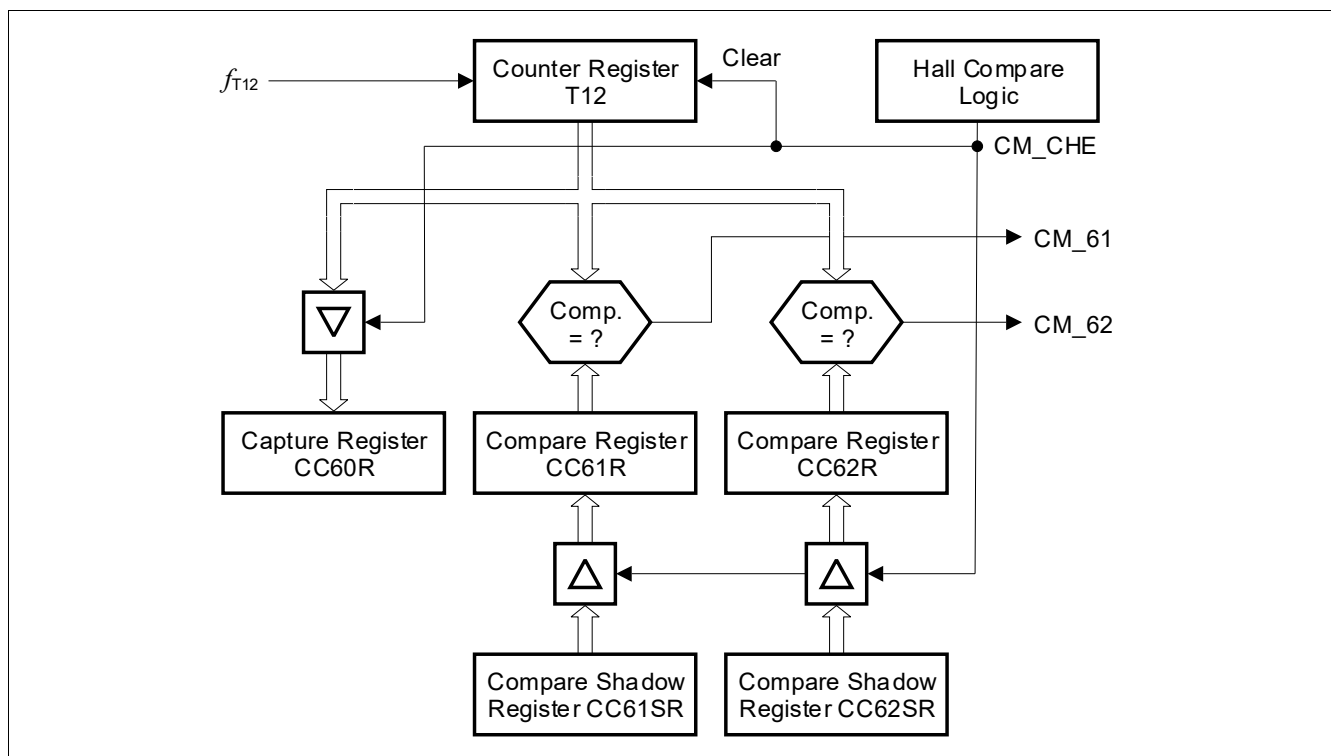 fT12
Counter Register
T12
Clear
Hall Compare
Logic
CM_CHE
CM_61
Comp.
= ?
Comp.
= ?
CM_62
Capture Register
CC60R
Compare Register
CC61R
Compare Register
CC62R
Compare Shadow
Register CC61SR
Compare Shadow
Register CC62SR